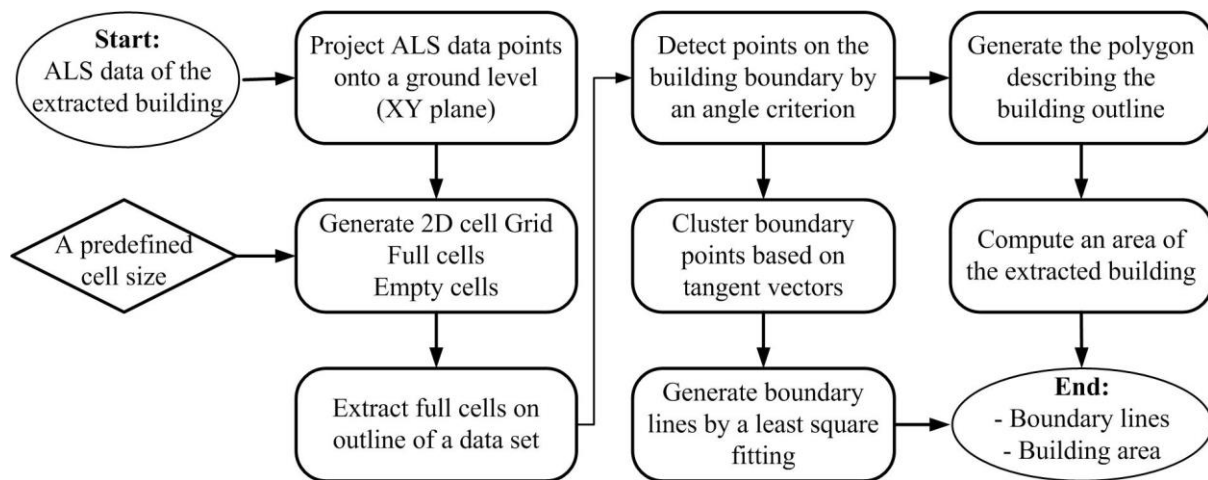 Start:
ALS data of the
extracted building
Project ALS data points
onto a ground level
(XY plane)
A predefined
cell size
Generate 2D cell Grid
Full cells
Empty cells
Extract full cells on
outline of a data set
Detect points on the
building boundary by
an angle criterion
Cluster boundary
points based on
tangent vectors
Generate boundary
lines by a least square
fitting
Generate the polygon
describing the
building outline
Compute an area of
the extracted building
End:
- Boundary lines
- Building area